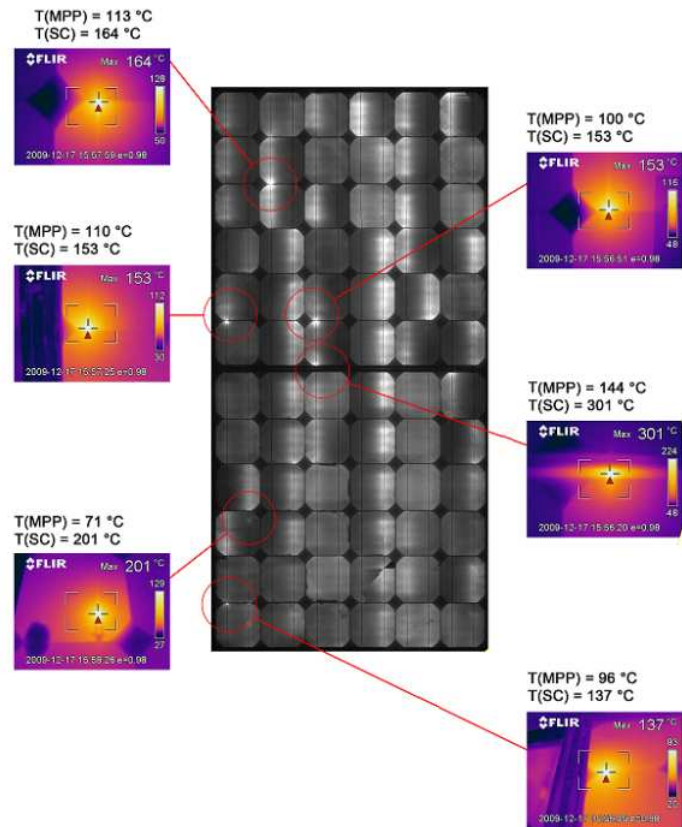 T(MPP) = 113 °C
T(SC) = 164 °C
FLIR Max 164 °C
128
50
2009-12-17 15:57:59 e=0.98
T(MPP) = 100 °C
T(SC) = 153 °C
FLIR Max 153 °C
116
48
2009-12-17 15:56:51 e=0.98
T(MPP) = 110 °C
T(SC) = 153 °C
FLIR Max 153 °C
112
30
2009-12-17 15:57:25 e=0.98
T(MPP) = 144 °C
T(SC) = 301 °C
FLIR Max 301 °C
224
48
2009-12-17 15:56:20 e=0.98
T(MPP) = 71 °C
T(SC) = 201 °C
FLIR Max 201 °C
129
27
2009-12-17 15:58:26 e=0.98
T(MPP) = 96 °C
T(SC) = 137 °C
FLIR Max 137 °C
93
2009-12-17